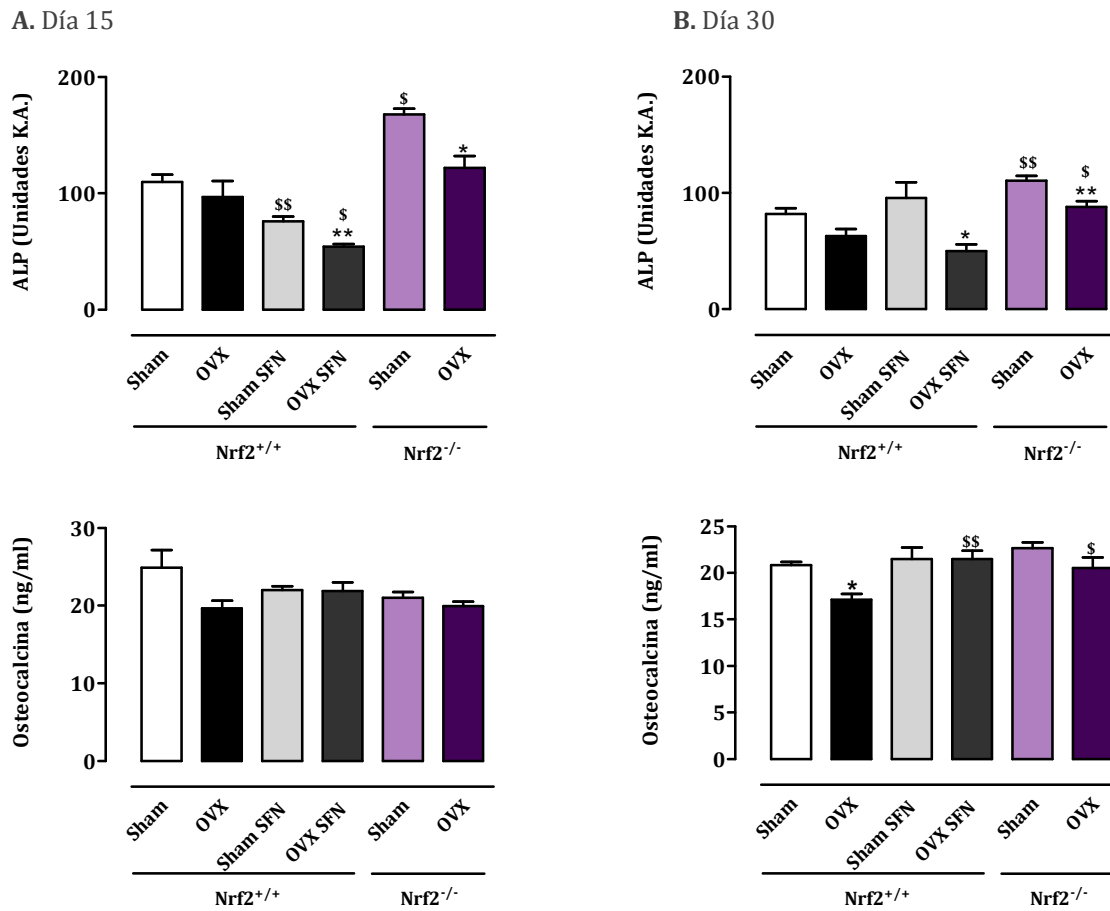 A. Día 15
ALP (Unidades K.A.)
200
100
0
$$
$
**
$
*
Sham
OVX
Sham SFN
OVX SFN
Sham
OVX
Nrf2+/+
Nrf2-/-
B. Día 30
ALP (Unidades K.A.)
200
100
0
*
$$
$
**
Sham
OVX
Sham SFN
OVX SFN
Sham
OVX
Nrf2+/+
Nrf2-/-
Osteocalcina (ng/ml)
30
20
10
0
Sham
OVX
Sham SFN
OVX SFN
Sham
OVX
Nrf2+/+
Nrf2-/-
Osteocalcina (ng/ml)
25
20
15
10
5
0
*
$$
$
Sham
OVX
Sham SFN
OVX SFN
Sham
OVX
Nrf2+/+
Nrf2-/-